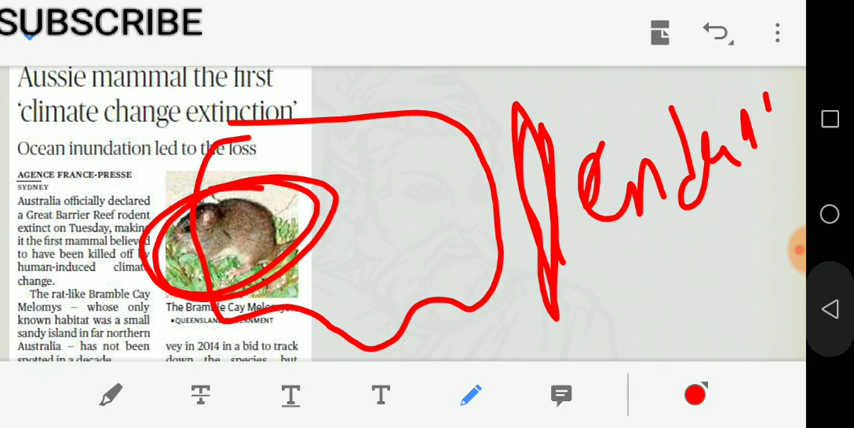 SUBSCRIBE
Aussie mammal the first
‘climate change extinction’
Ocean inundation led to the loss
AGENCE FRANCE-PRESSE
SYDNEY
Australia officially declared
a Great Barrier Reef rodent
extinct on Tuesday, making
it the first mammal believed
to have been killed off by
human-induced climate
change.
The rat-like Bramble Cay
Melomys – whose only
known habitat was a small
sandy island in far northern
Australia – has not been
spotted in a decade
The Bramble Cay Melomys.
▪QUEENSLAND GOVERNMENT
vey in 2014 in a bid to track
down the species, but
T
T
T